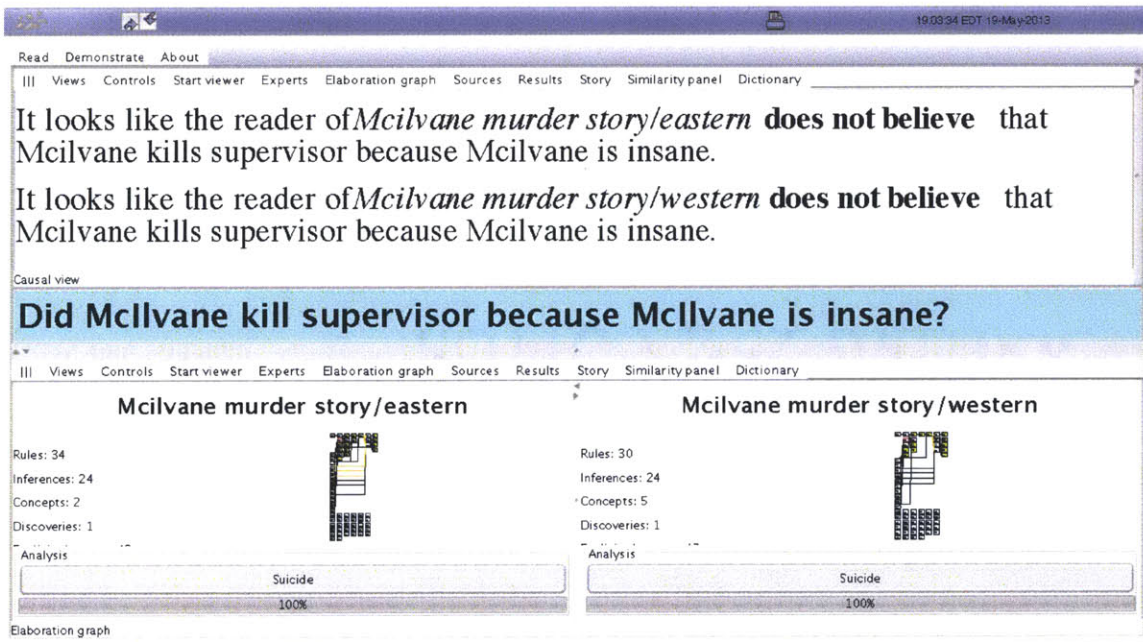 19:03:34 EDT 19-May-2013
Read Demonstrate About
||| Views Controls Start viewer Experts Elaboration graph Sources Results Story Similarity panel Dictionary
It looks like the reader of Mcilvane murder story/eastern does not believe that
Mcilvane kills supervisor because Mcilvane is insane.
It looks like the reader of Mcilvane murder story/western does not believe that
Mcilvane kills supervisor because Mcilvane is insane.
Causal view
Did McIlvane kill supervisor because McIlvane is insane?
||| Views Controls Start viewer Experts Elaboration graph Sources Results Story Similarity panel Dictionary
Mcilvane murder story/eastern
Rules: 34
Inferences: 24
Concepts: 2
Discoveries: 1
Analysis
Suicide
100%
Mcilvane murder story/western
Rules: 30
Inferences: 24
Concepts: 5
Discoveries: 1
Analysis
Suicide
100%
Elaboration graph